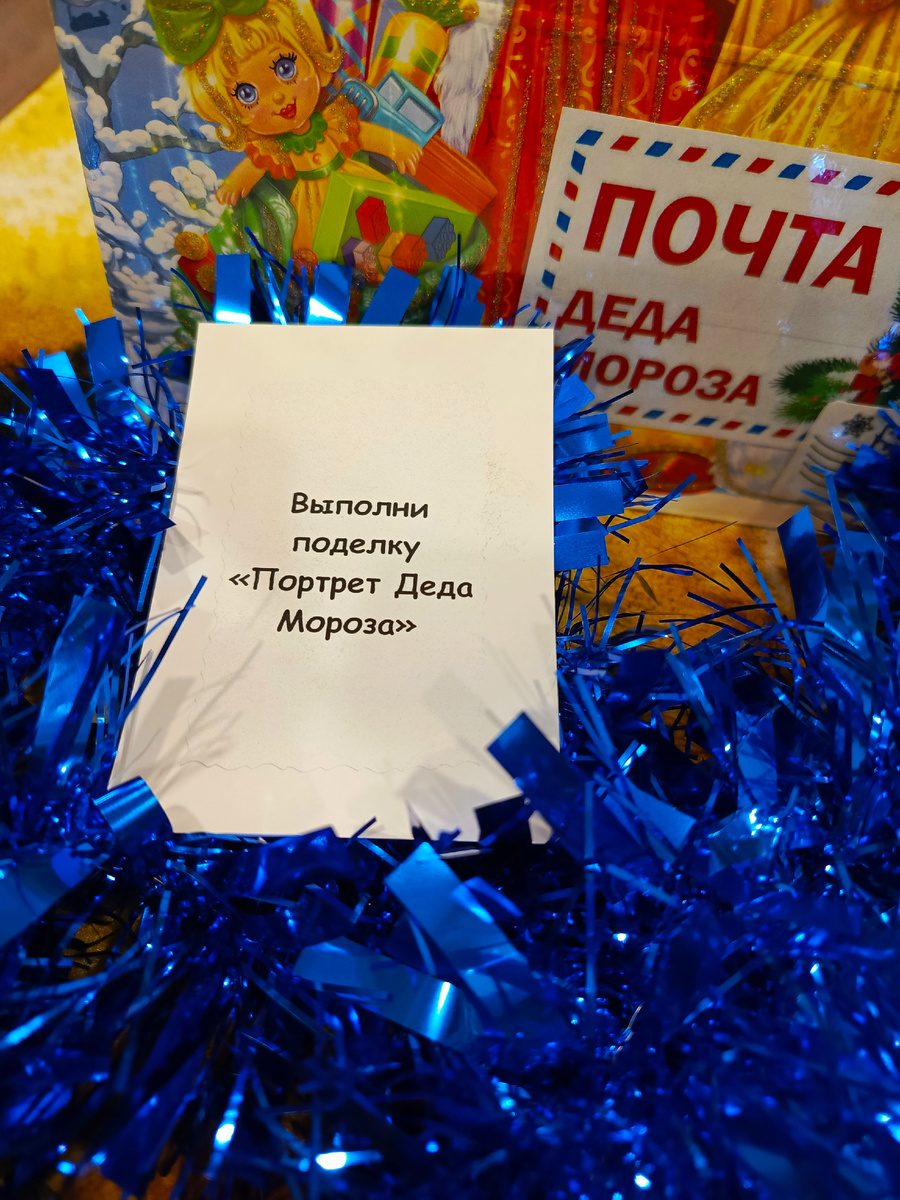 ПОЧТА
ДЕДА
МОРОЗА
Выполни
поделку
«Портрет Деда
Мороза»